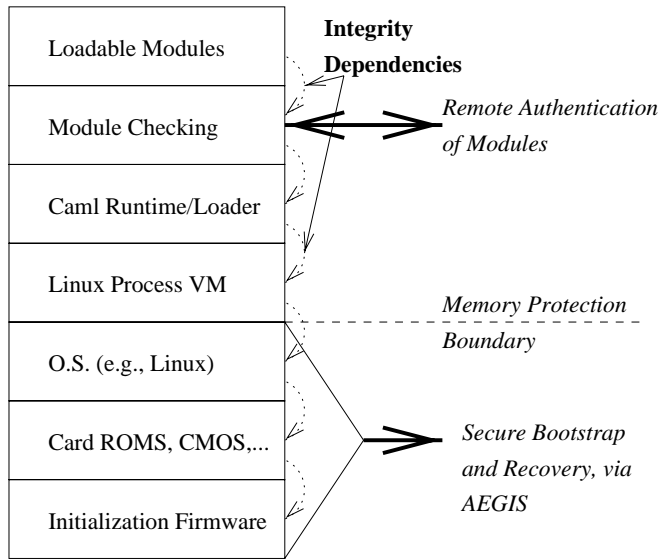 Loadable Modules
Module Checking
Caml Runtime/Loader
Linux Process VM
O.S. (e.g., Linux)
Card ROMS, CMOS,...
Initialization Firmware
Integrity
Dependencies
Remote Authentication
of Modules
Memory Protection
Boundary
Secure Bootstrap
and Recovery, via
AEGIS